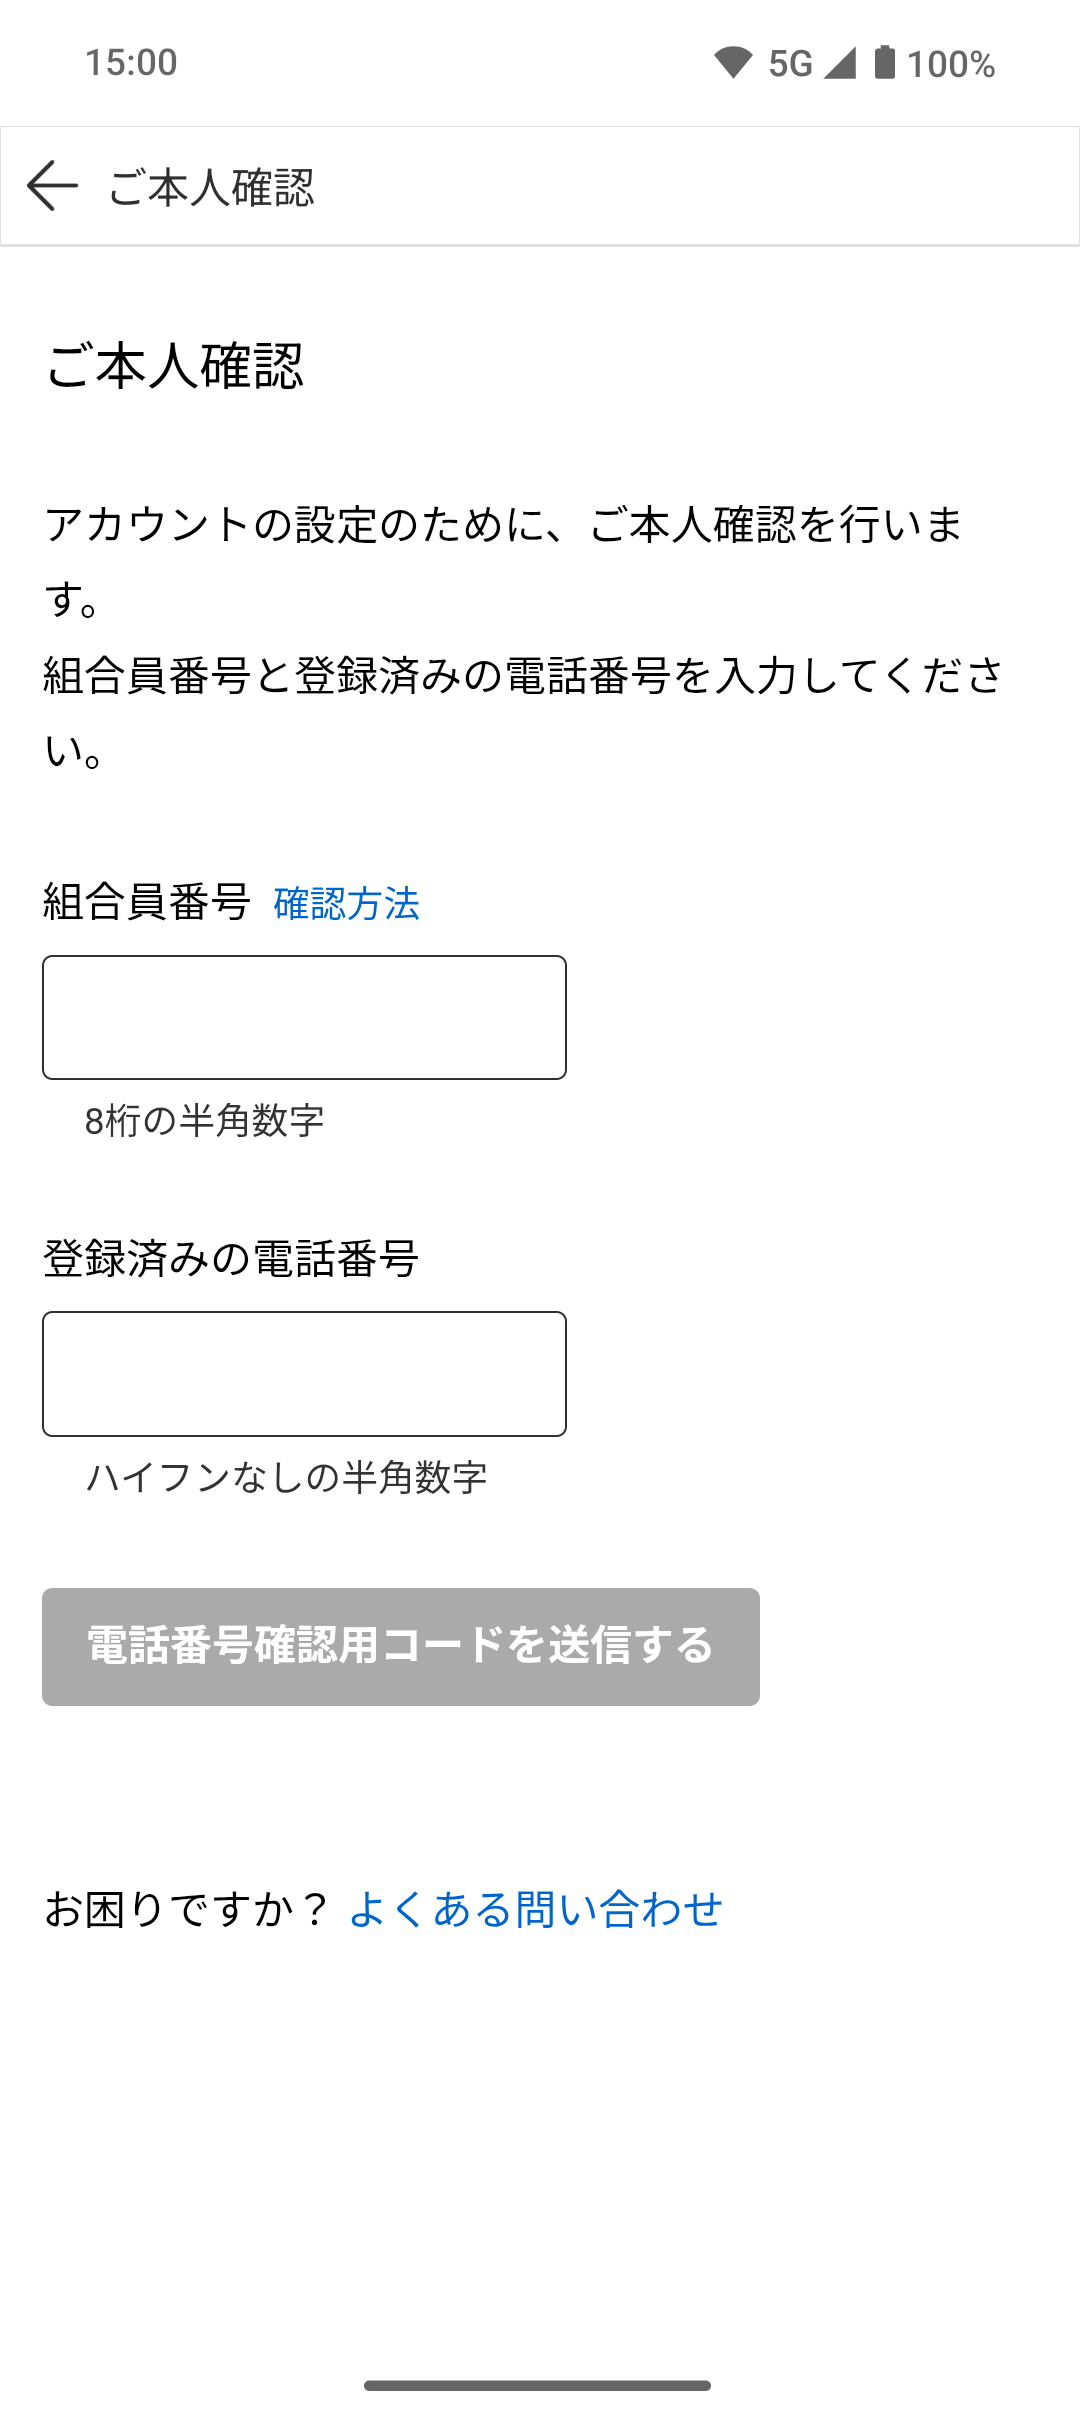 15:00 5G 100%
ご本人確認
ご本人確認
アカウントの設定のために、ご本人確認を行いま
す。
組合員番号と登録済みの電話番号を入力してくださ
い。
組合員番号 確認方法
8桁の半角数字
登録済みの電話番号
ハイフンなしの半角数字
電話番号確認用コードを送信する
お困りですか？ よくある問い合わせ